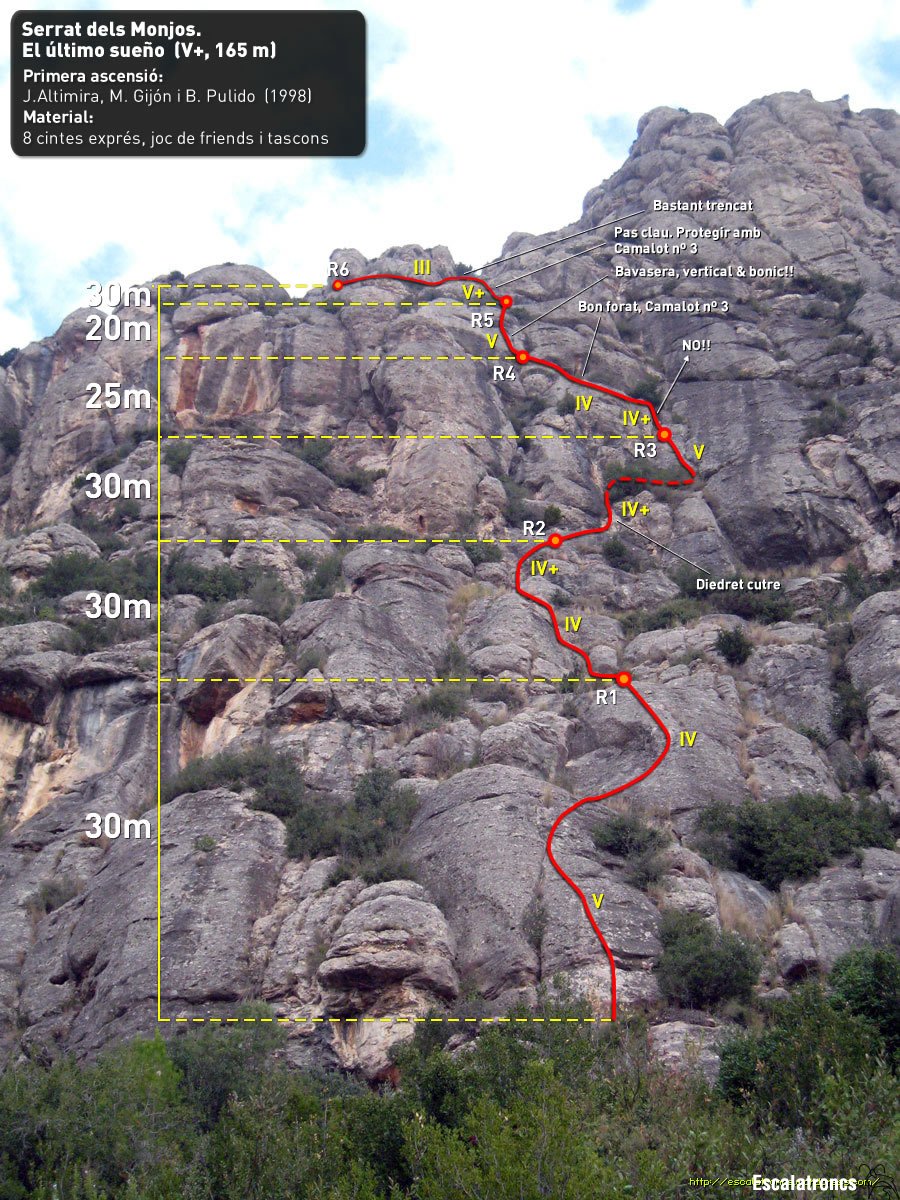 Serrat dels Monjos.
El último sueño (V+, 165 m)
Primera ascensió:
J.Altimira, M. Gijón i B. Pulido (1998)
Material:
8 cintes exprés, joc de friends i tascons
Bastant trencat
Pas clau. Protegir amb
Camalot nº 3
Bavasera, vertical & bonic!!
Bon forat, Camalot nº 3
NO!!
R6
III
30m
V+
R5
20m
V
R4
25m
IV
IV+
R3
V
30m
IV+
R2
Diedret cutre
IV+
30m
IV
R1
IV
30m
V
Escalatroncs